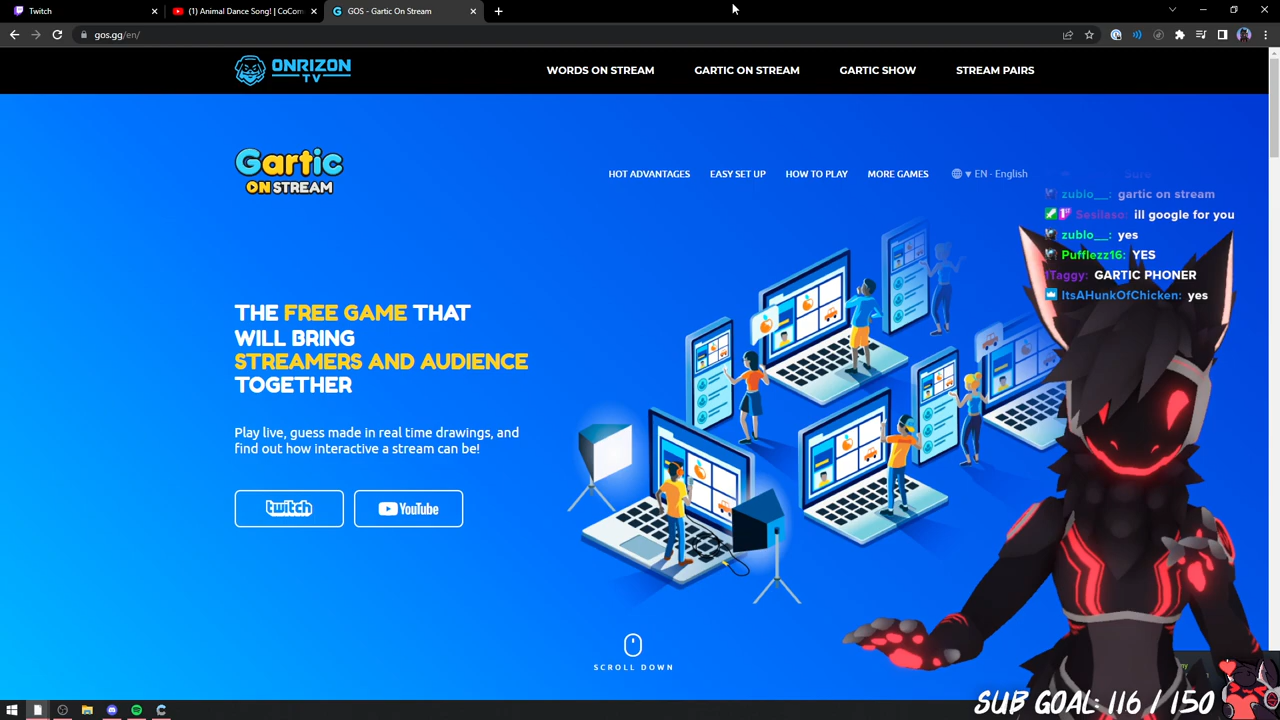 Twitch
(1) Animal Dance Song! | CoCom
GOS - Gartic On Stream
gos.gg/en/
ONRIZON
TV
WORDS ON STREAM
GARTIC ON STREAM
GARTIC SHOW
STREAM PAIRS
Gartic
ON STREAM
HOT ADVANTAGES
EASY SET UP
HOW TO PLAY
MORE GAMES
EN - English
Sure
zublo__: gartic on stream
Sesilaso: ill google for you
zublo__: yes
Pufflezz16: YES
1Taggy: GARTIC PHONER
ItsAHunkOfChicken: yes
THE FREE GAME THAT
WILL BRING
STREAMERS AND AUDIENCE
TOGETHER
Play live, guess made in real time drawings, and
find out how interactive a stream can be!
twitch
YouTube
SCROLL DOWN
SUB GOAL: 116 / 150